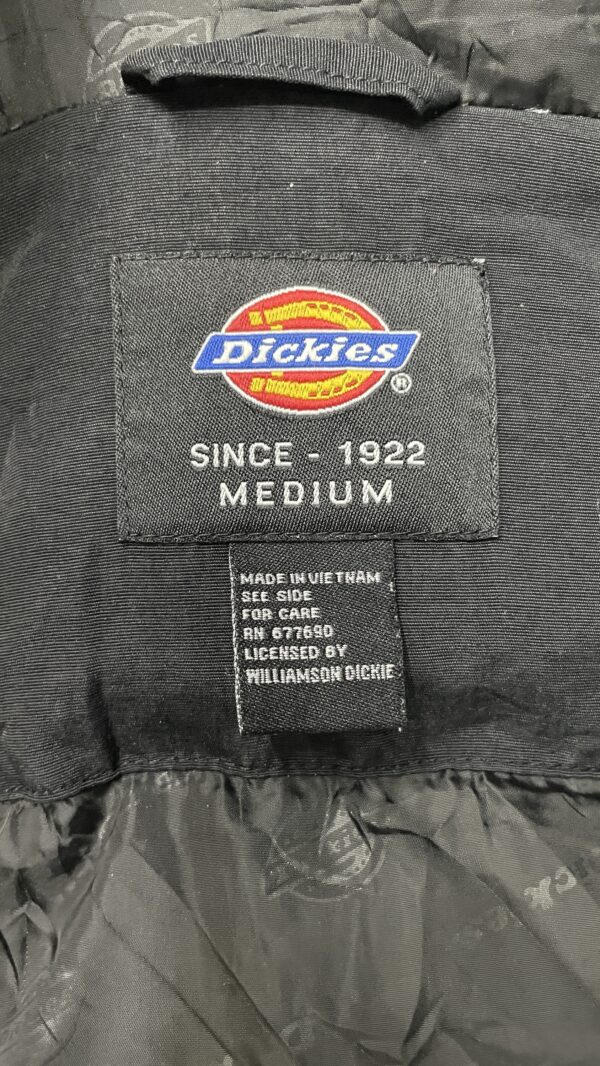 Dickies®
SINCE - 1922
MEDIUM
MADE IN VIETNAM
SEE SIDE
FOR CARE
RN 677690
LICENSED BY
WILLIAMSON DICKIE